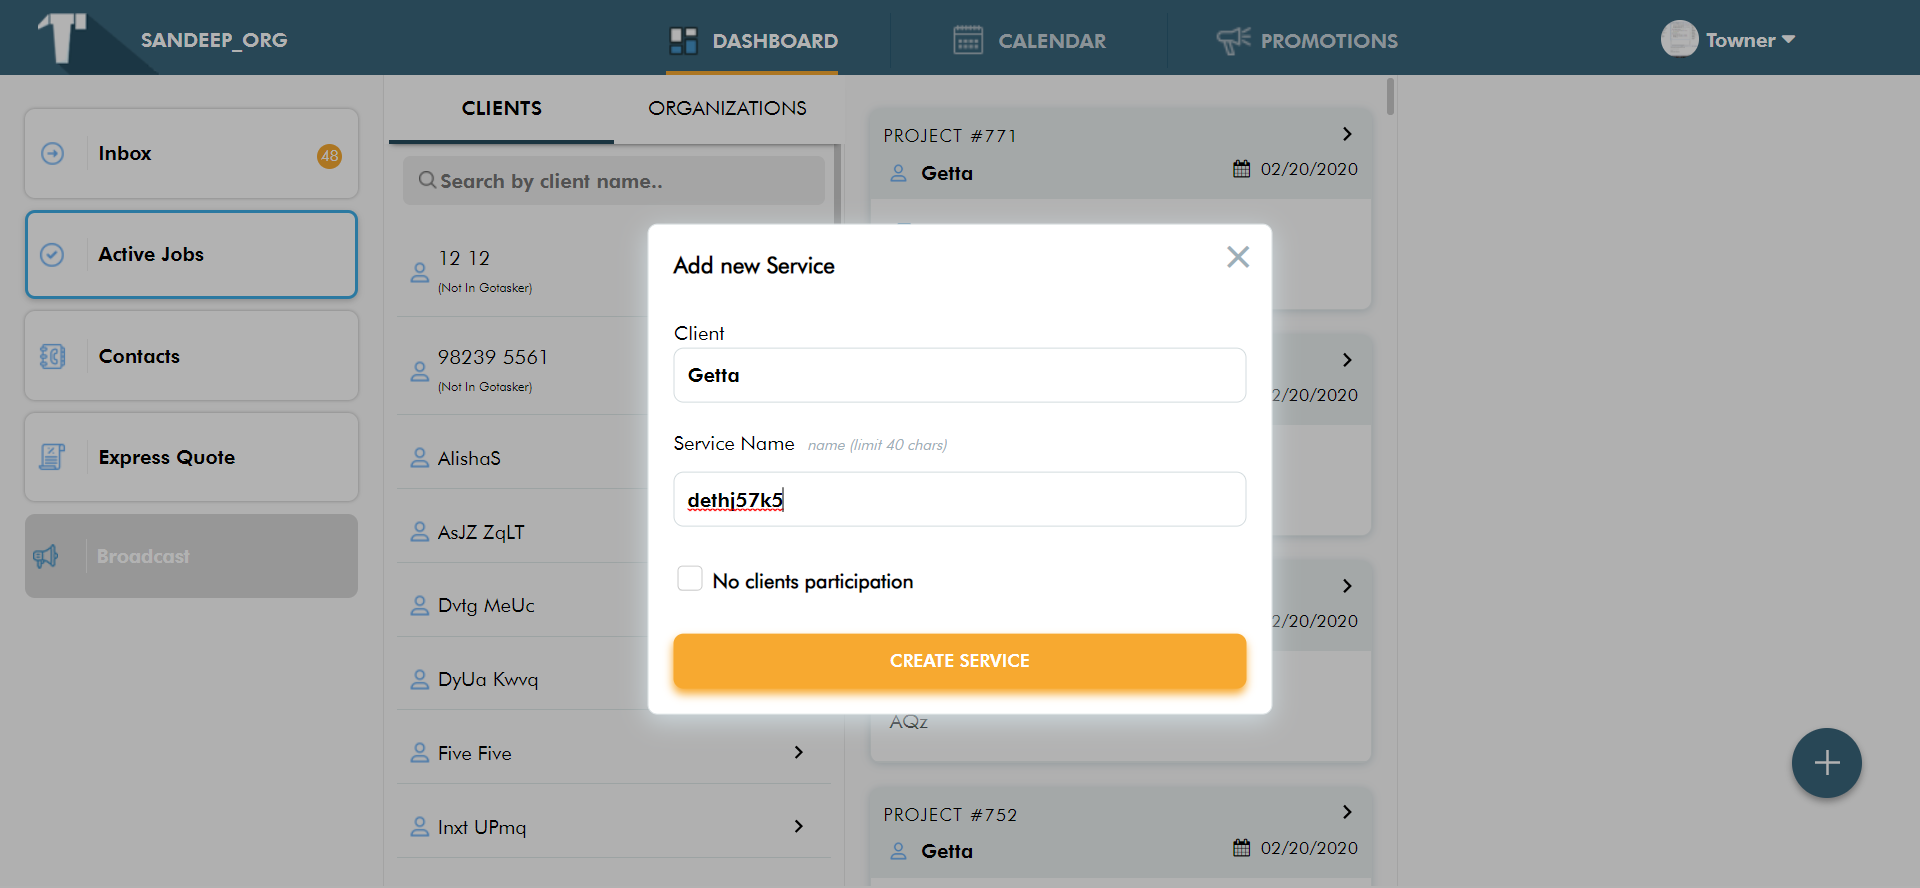 SANDEEP_ORG
DASHBOARD
CALENDAR
PROMOTIONS
Towner
Inbox
48
Active Jobs
Contacts
Express Quote
Broadcast
CLIENTS
ORGANIZATIONS
Search by client name..
12 12
(Not In Gotasker)
98239 5561
(Not In Gotasker)
AlishaS
AsJZ ZqLT
Dvtg MeUc
DyUa Kwvq
Five Five
Inxt UPmq
PROJECT #771
Getta
02/20/2020
2/20/2020
2/20/2020
AQz
PROJECT #752
Getta
02/20/2020
Add new Service
Client
Getta
Service Name name (limit 40 chars)
dethj57k5
No clients participation
CREATE SERVICE